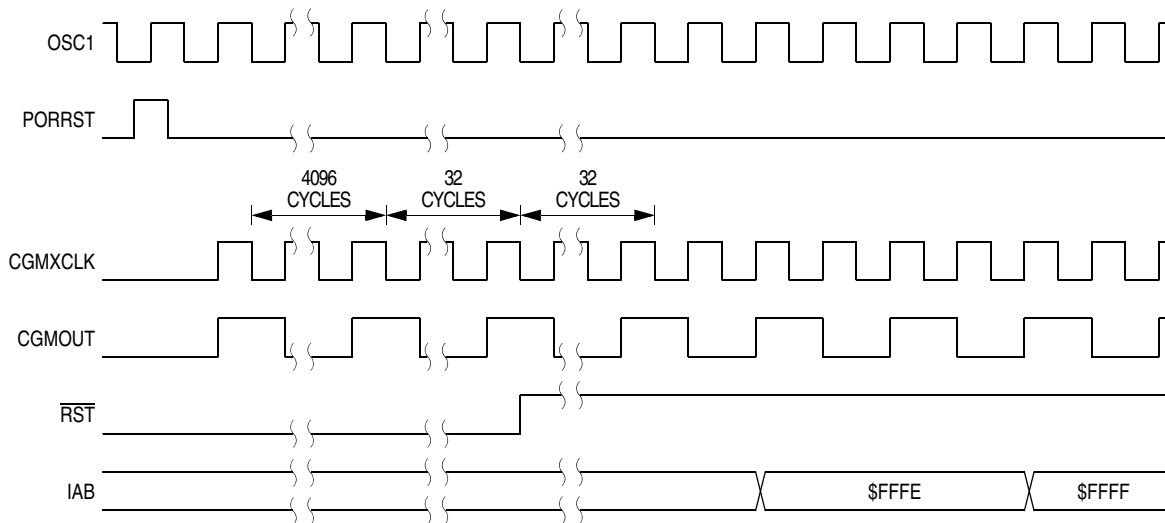 OSC1
PORRST
4096
CYCLES
32
CYCLES
32
CYCLES
CGMXCLK
CGMOUT
RST
IAB
$FFFE
$FFFF